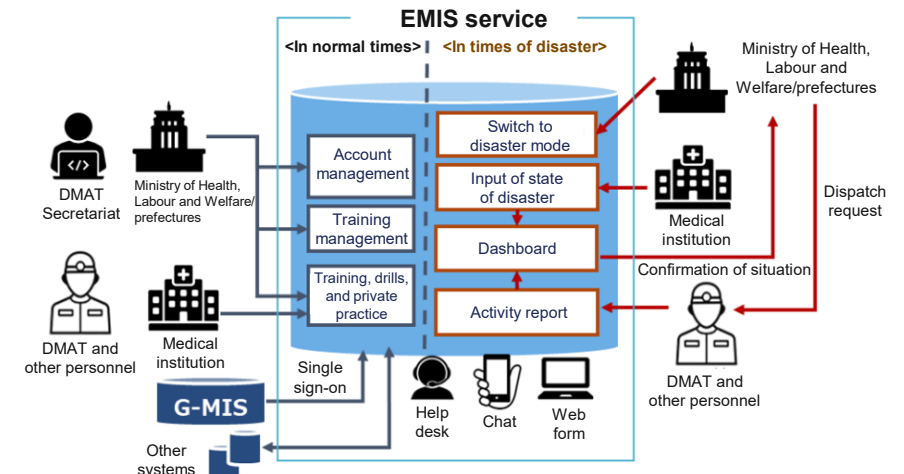 EMIS service
<In normal times>
<In times of disaster>
Ministry of Health,
Labour and
Welfare/prefectures
Switch to
disaster mode
Account
management
Input of state
of disaster
DMAT
Secretariat
Ministry of Health,
Labour and Welfare/
prefectures
Medical
institution
Dispatch
request
Training
management
Dashboard
Confirmation of situation
Training, drills,
and private
practice
Activity report
DMAT and
other personnel
Medical
institution
Single
sign-on
G-MIS
Help
desk
Chat
Web
form
DMAT and
other personnel
Other
systems